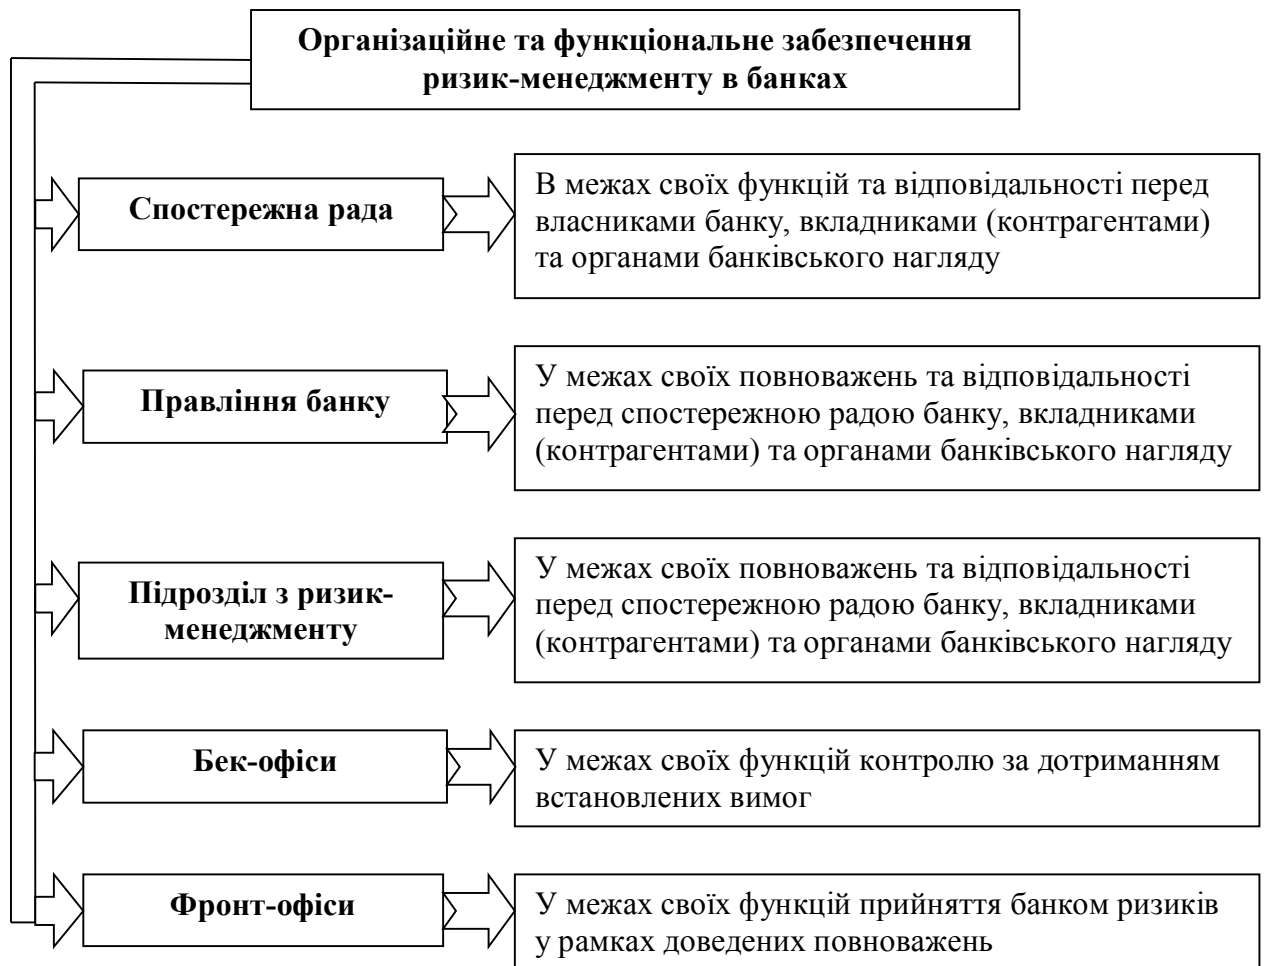 Організаційне та функціональне забезпечення
ризик-менеджменту в банках
Спостережна рада
В межах своїх функцій та відповідальності перед
власниками банку, вкладниками (контрагентами)
та органами банківського нагляду
Правління банку
У межах своїх повноважень та відповідальності
перед спостережною радою банку, вкладниками
(контрагентами) та органами банківського нагляду
Підрозділ з ризик-
менеджменту
У межах своїх повноважень та відповідальності
перед спостережною радою банку, вкладниками
(контрагентами) та органами банківського нагляду
Бек-офіси
У межах своїх функцій контролю за дотриманням
встановлених вимог
Фронт-офіси
У межах своїх функцій прийняття банком ризиків
у рамках доведених повноважень